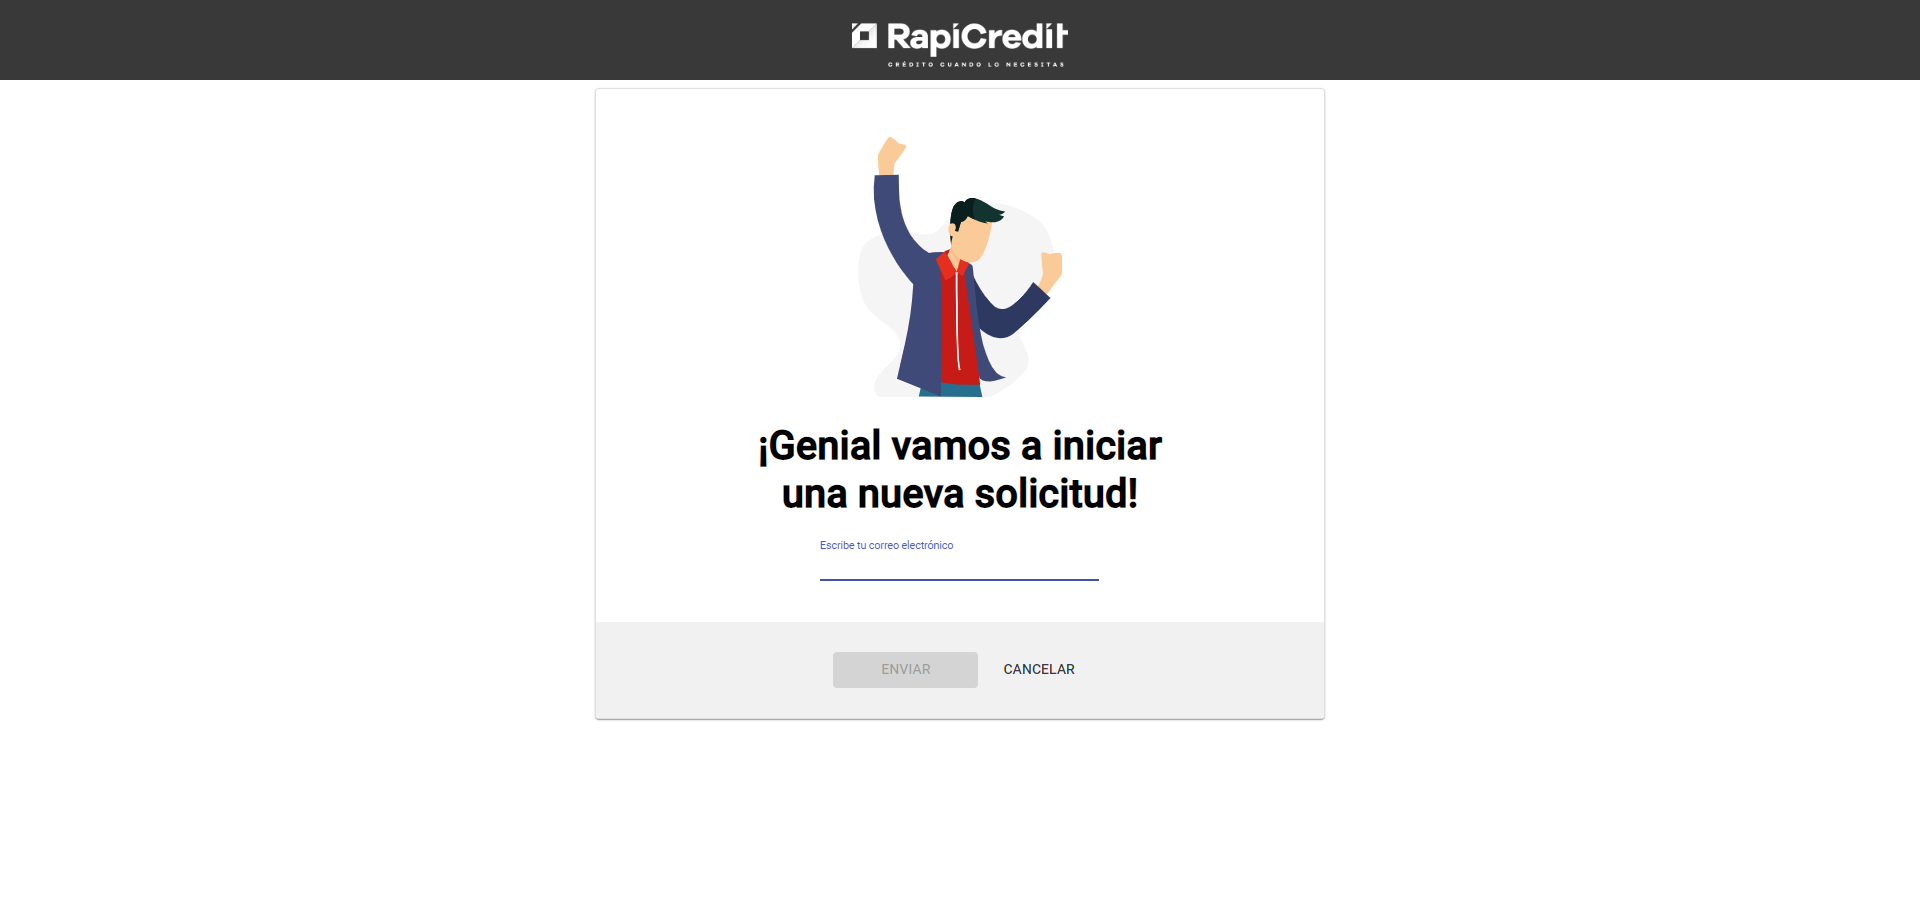 RapiCredit
CRÉDITO CUANDO LO NECESITAS
¡Genial vamos a iniciar
una nueva solicitud!
Escribe tu correo electrónico
ENVIAR CANCELAR